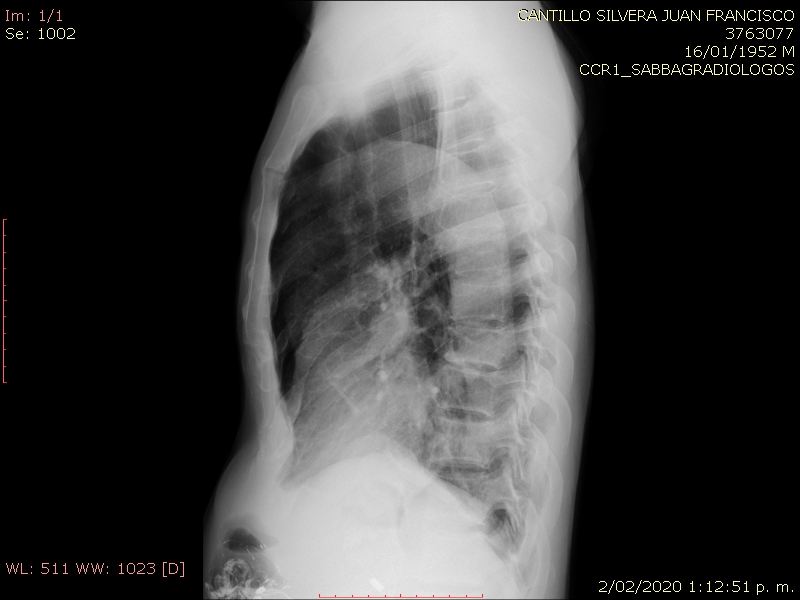 Im: 1/1
Se: 1002
CANTILLO SILVERA JUAN FRANCISCO
3763077
16/01/1952 M
CCR1_SABBAGRADIOLOGOS
WL: 511 WW: 1023 [D]
2/02/2020 1:12:51 p. m.